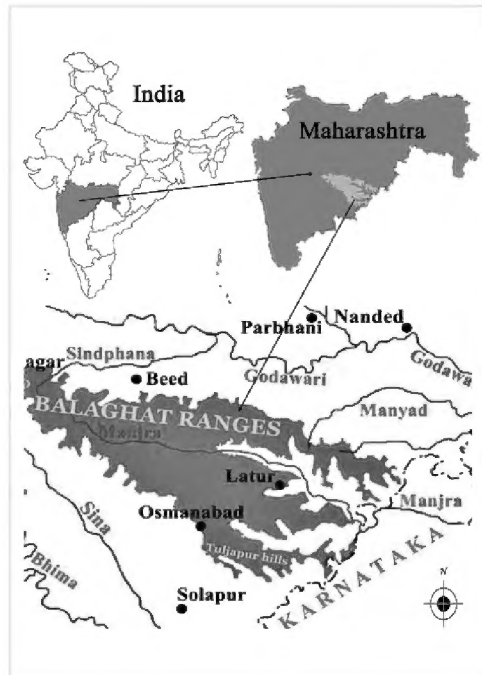 India
Maharashtra
Parbhani
Nanded
Sindphana
Godawa
agar
Beed
Godawari
BALAGHAT RANGES
Manyad
Manjra
Latur
Manjra
Osmanabad
Sina
Tuljapur hills
Bhima
KARNATAKA
Solapur
N